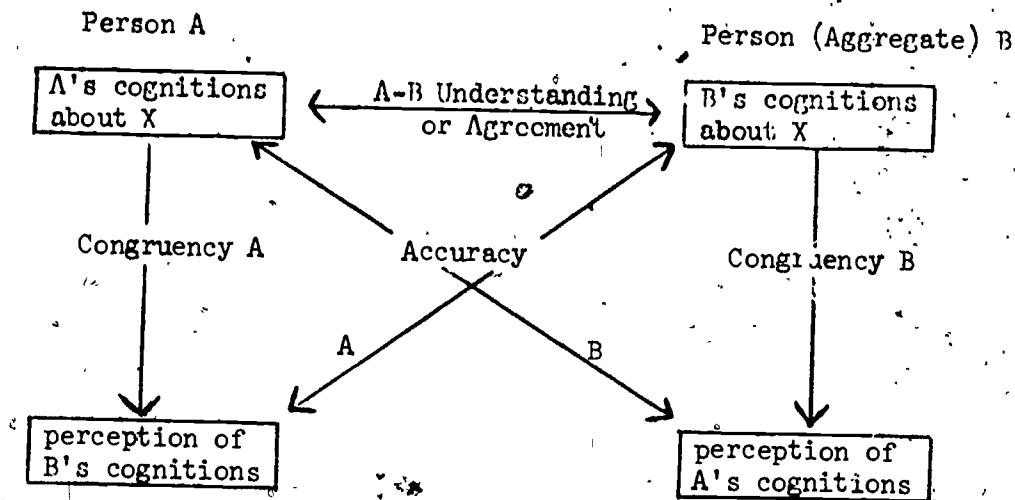 Person A
Person (Aggregate) B
A's cognitions
about X
A-B Understanding
or Agreement
B's cognitions
about X
Congruency A
Accuracy
Congruency B
A
B
perception of
B's cognitions
perception of
A's cognitions